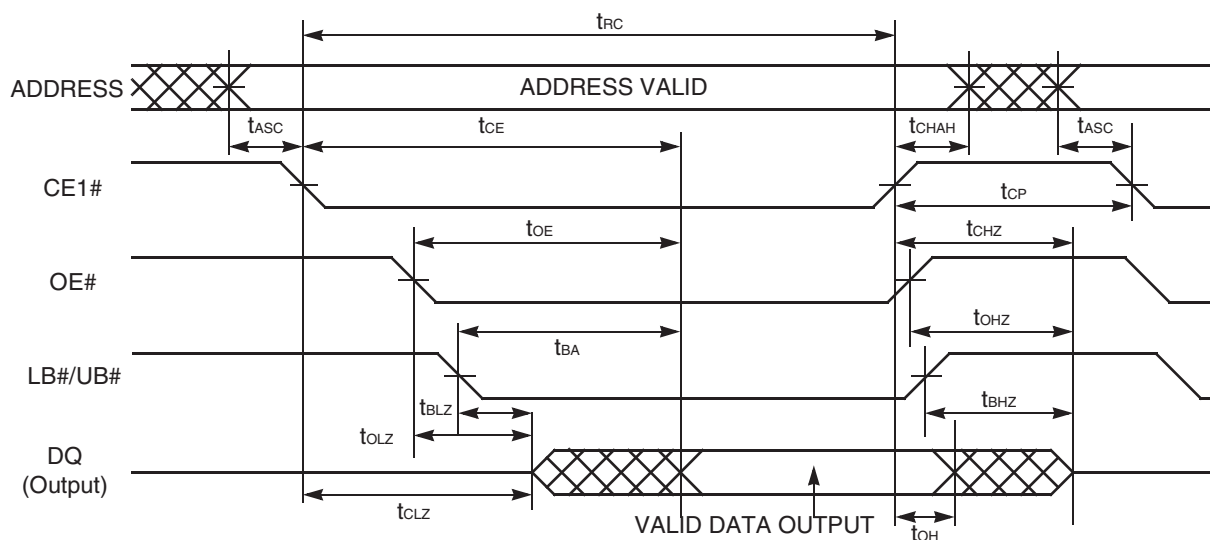 tRC
ADDRESS
ADDRESS VALID
tASC
tCE
tCHAH
tASC
CE1#
tCP
tOE
tCHZ
OE#
tOHZ
tBA
LB#/UB#
tBLZ
tBHZ
tOLZ
DQ
(Output)
tCLZ
VALID DATA OUTPUT
tOH